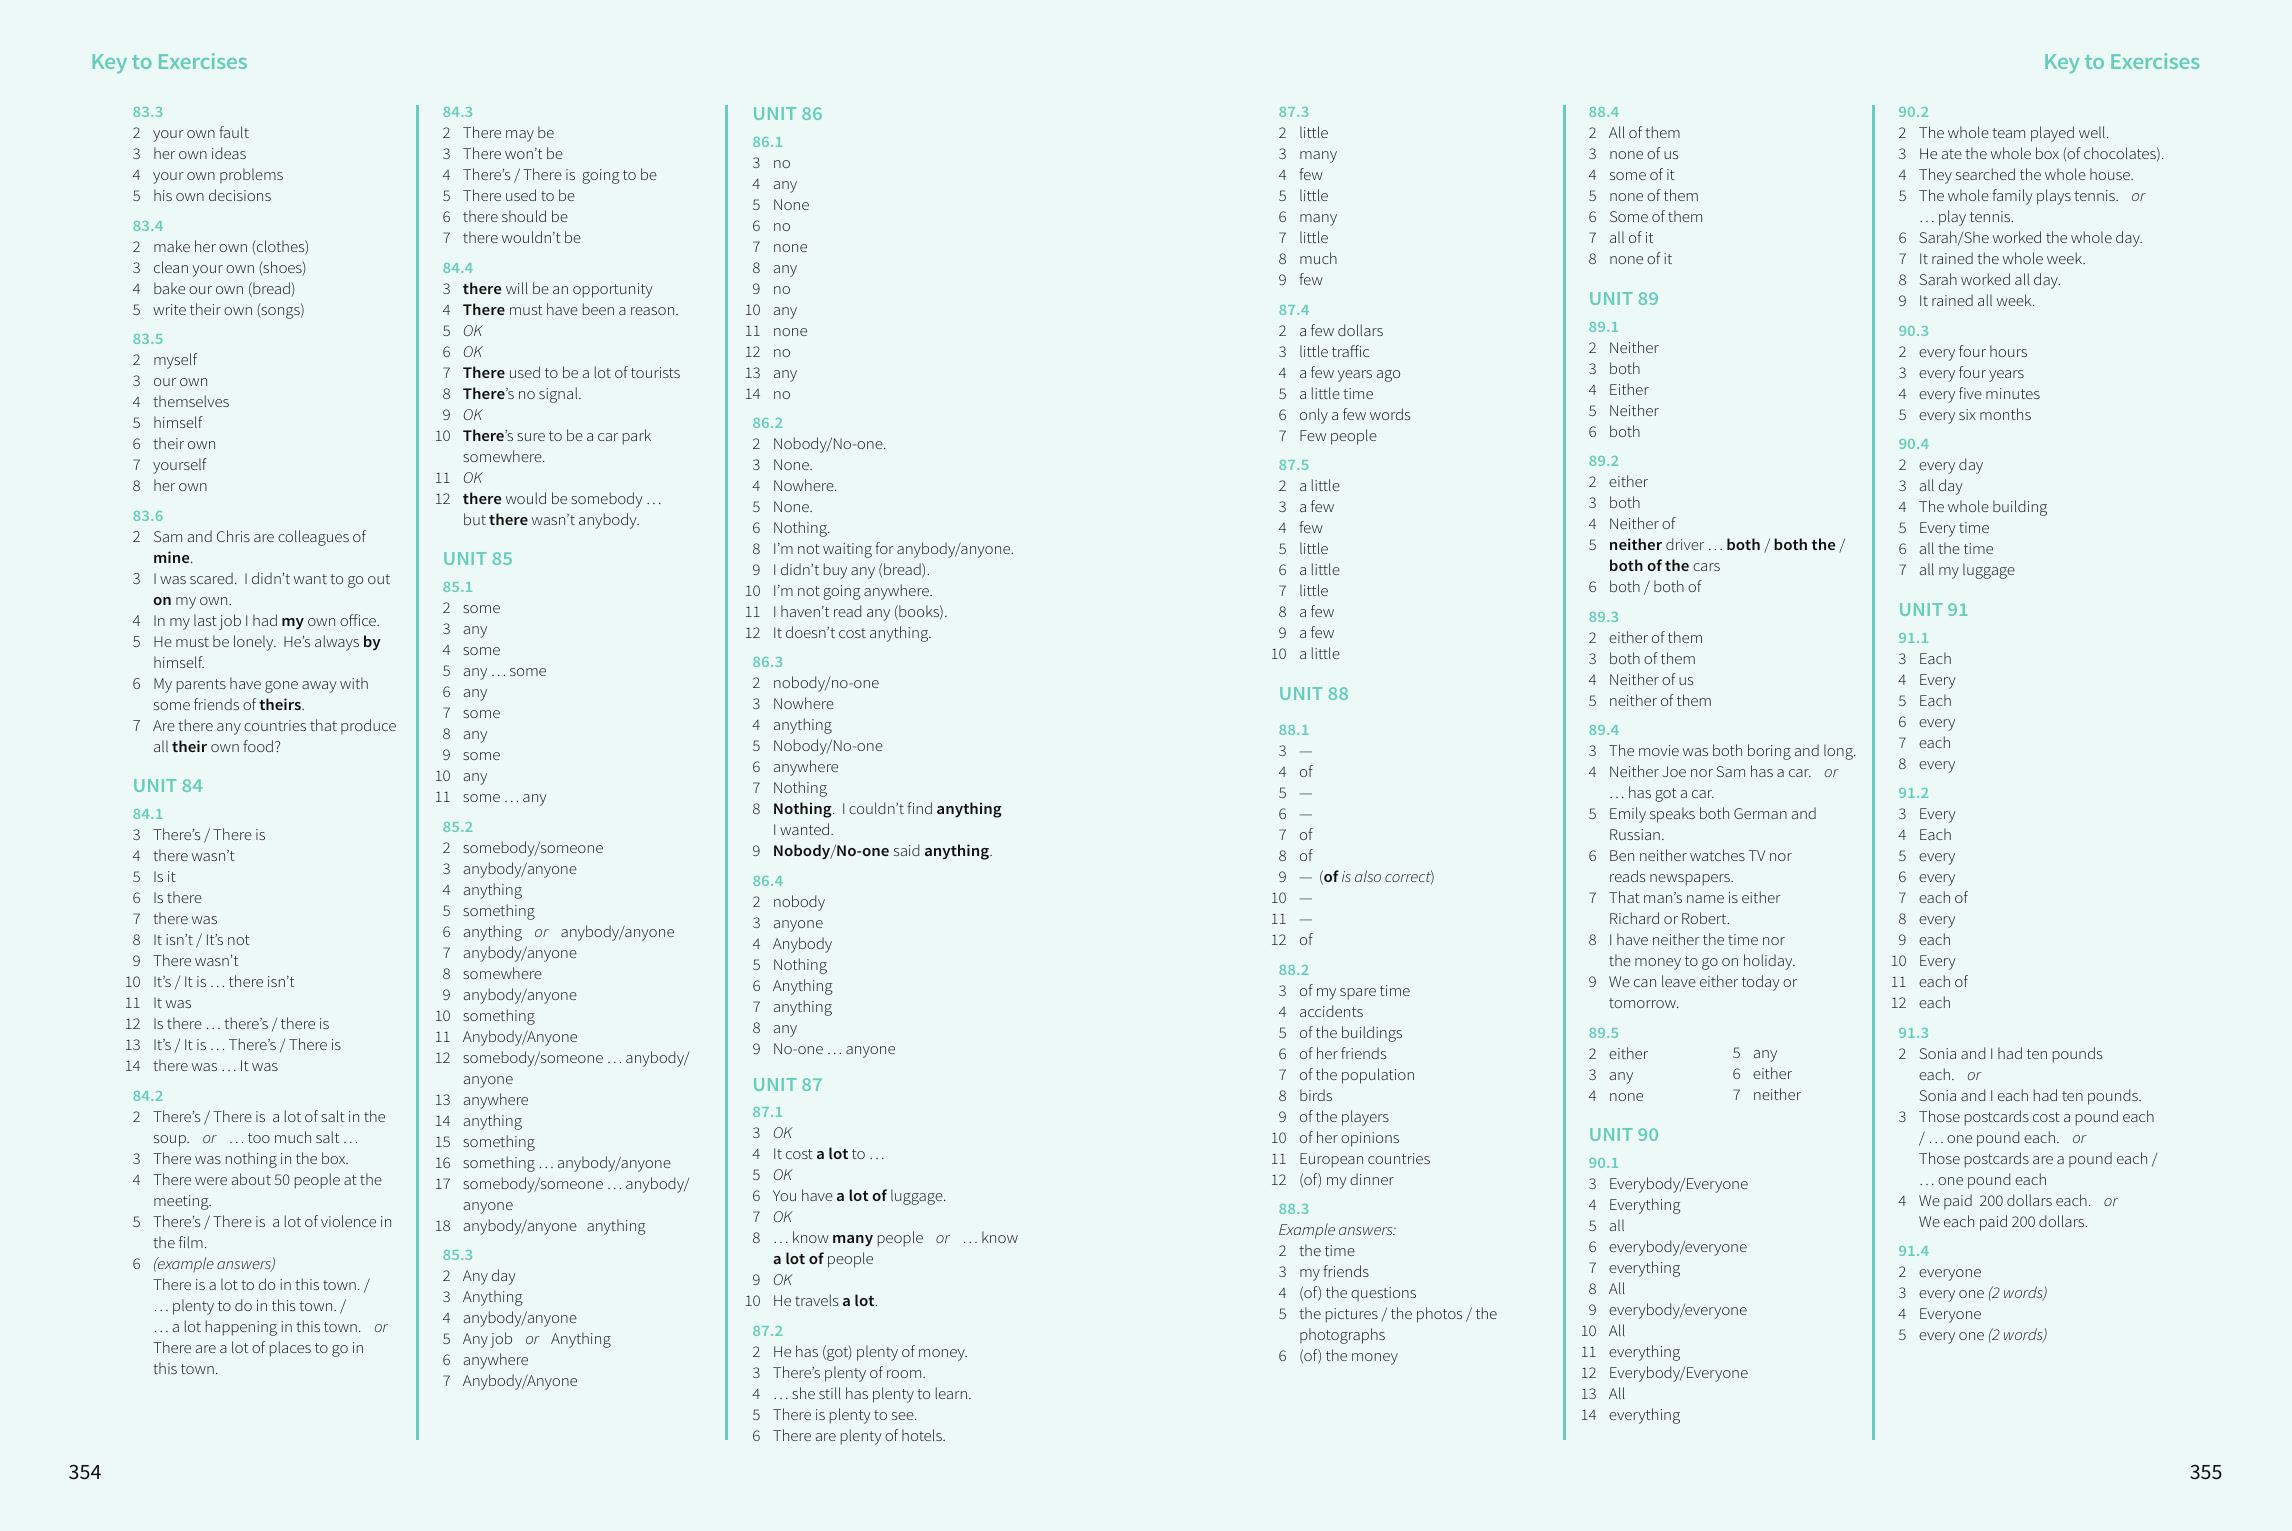 Key to Exercises
83.3
2 your own fault
3 her own ideas
4 your own problems
5 his own decisions
83.4
2 make her own (clothes)
3 clean your own (shoes)
4 bake our own (bread)
5 write their own (songs)
83.5
2 myself
3 our own
4 themselves
5 himself
6 their own
7 yourself
8 her own
83.6
2 Sam and Chris are colleagues of
mine.
3 I was scared. I didn’t want to go out
on my own.
4 In my last job I had my own office.
5 He must be lonely. He’s always by
himself.
6 My parents have gone away with
some friends of theirs.
7 Are there any countries that produce
all their own food?
UNIT 84
84.1
3 There’s / There is
4 there wasn’t
5 Is it
6 Is there
7 there was
8 It isn’t / It’s not
9 There wasn’t
10 It’s / It is … there isn’t
11 It was
12 Is there … there’s / there is
13 It’s / It is … There’s / There is
14 there was … It was
84.2
2 There’s / There is a lot of salt in the
soup. or … too much salt …
3 There was nothing in the box.
4 There were about 50 people at the
meeting.
5 There’s / There is a lot of violence in
the film.
6 (example answers)
There is a lot to do in this town. /
… plenty to do in this town. /
… a lot happening in this town. or
There are a lot of places to go in
this town.
84.3
2 There may be
3 There won’t be
4 There’s / There is going to be
5 There used to be
6 there should be
7 there wouldn’t be
84.4
3 there will be an opportunity
4 There must have been a reason.
5 OK
6 OK
7 There used to be a lot of tourists
8 There’s no signal.
9 OK
10 There’s sure to be a car park
somewhere.
11 OK
12 there would be somebody …
but there wasn’t anybody.
UNIT 85
85.1
2 some
3 any
4 some
5 any … some
6 any
7 some
8 any
9 some
10 any
11 some … any
85.2
2 somebody/someone
3 anybody/anyone
4 anything
5 something
6 anything or anybody/anyone
7 anybody/anyone
8 somewhere
9 anybody/anyone
10 something
11 Anybody/Anyone
12 somebody/someone … anybody/
anyone
13 anywhere
14 anything
15 something
16 something … anybody/anyone
17 somebody/someone … anybody/
anyone
18 anybody/anyone anything
85.3
2 Any day
3 Anything
4 anybody/anyone
5 Any job or Anything
6 anywhere
7 Anybody/Anyone
UNIT 86
86.1
3 no
4 any
5 None
6 no
7 none
8 any
9 no
10 any
11 none
12 no
13 any
14 no
86.2
2 Nobody/No-one.
3 None.
4 Nowhere.
5 None.
6 Nothing.
8 I’m not waiting for anybody/anyone.
9 I didn’t buy any (bread).
10 I’m not going anywhere.
11 I haven’t read any (books).
12 It doesn’t cost anything.
86.3
2 nobody/no-one
3 Nowhere
4 anything
5 Nobody/No-one
6 anywhere
7 Nothing
8 Nothing. I couldn’t find anything
I wanted.
9 Nobody/No-one said anything.
86.4
2 nobody
3 anyone
4 Anybody
5 Nothing
6 Anything
7 anything
8 any
9 No-one … anyone
UNIT 87
87.1
3 OK
4 It cost a lot to …
5 OK
6 You have a lot of luggage.
7 OK
8 … know many people or … know
a lot of people
9 OK
10 He travels a lot.
87.2
2 He has (got) plenty of money.
3 There’s plenty of room.
4 … she still has plenty to learn.
5 There is plenty to see.
6 There are plenty of hotels.
354
Key to Exercises
87.3
2 little
3 many
4 few
5 little
6 many
7 little
8 much
9 few
87.4
2 a few dollars
3 little traffic
4 a few years ago
5 a little time
6 only a few words
7 Few people
87.5
2 a little
3 a few
4 few
5 little
6 a little
7 little
8 a few
9 a few
10 a little
UNIT 88
88.1
3 —
4 of
5 —
6 —
7 of
8 of
9 — (of is also correct)
10 —
11 —
12 of
88.2
3 of my spare time
4 accidents
5 of the buildings
6 of her friends
7 of the population
8 birds
9 of the players
10 of her opinions
11 European countries
12 (of) my dinner
88.3
Example answers:
2 the time
3 my friends
4 (of) the questions
5 the pictures / the photos / the
photographs
6 (of) the money
88.4
2 All of them
3 none of us
4 some of it
5 none of them
6 Some of them
7 all of it
8 none of it
UNIT 89
89.1
2 Neither
3 both
4 Either
5 Neither
6 both
89.2
2 either
3 both
4 Neither of
5 neither driver … both / both the /
both of the cars
6 both / both of
89.3
2 either of them
3 both of them
4 Neither of us
5 neither of them
89.4
3 The movie was both boring and long.
4 Neither Joe nor Sam has a car. or
… has got a car.
5 Emily speaks both German and
Russian.
6 Ben neither watches TV nor
reads newspapers.
7 That man’s name is either
Richard or Robert.
8 I have neither the time nor
the money to go on holiday.
9 We can leave either today or
tomorrow.
89.5
2 either
3 any
4 none
5 any
6 either
7 neither
UNIT 90
90.1
3 Everybody/Everyone
4 Everything
5 all
6 everybody/everyone
7 everything
8 All
9 everybody/everyone
10 All
11 everything
12 Everybody/Everyone
13 All
14 everything
90.2
2 The whole team played well.
3 He ate the whole box (of chocolates).
4 They searched the whole house.
5 The whole family plays tennis. or
… play tennis.
6 Sarah/She worked the whole day.
7 It rained the whole week.
8 Sarah worked all day.
9 It rained all week.
90.3
2 every four hours
3 every four years
4 every five minutes
5 every six months
90.4
2 every day
3 all day
4 The whole building
5 Every time
6 all the time
7 all my luggage
UNIT 91
91.1
3 Each
4 Every
5 Each
6 every
7 each
8 every
91.2
3 Every
4 Each
5 every
6 every
7 each of
8 every
9 each
10 Every
11 each of
12 each
91.3
2 Sonia and I had ten pounds
each. or
Sonia and I each had ten pounds.
3 Those postcards cost a pound each
/ … one pound each. or
Those postcards are a pound each /
… one pound each
4 We paid 200 dollars each. or
We each paid 200 dollars.
91.4
2 everyone
3 every one (2 words)
4 Everyone
5 every one (2 words)
355